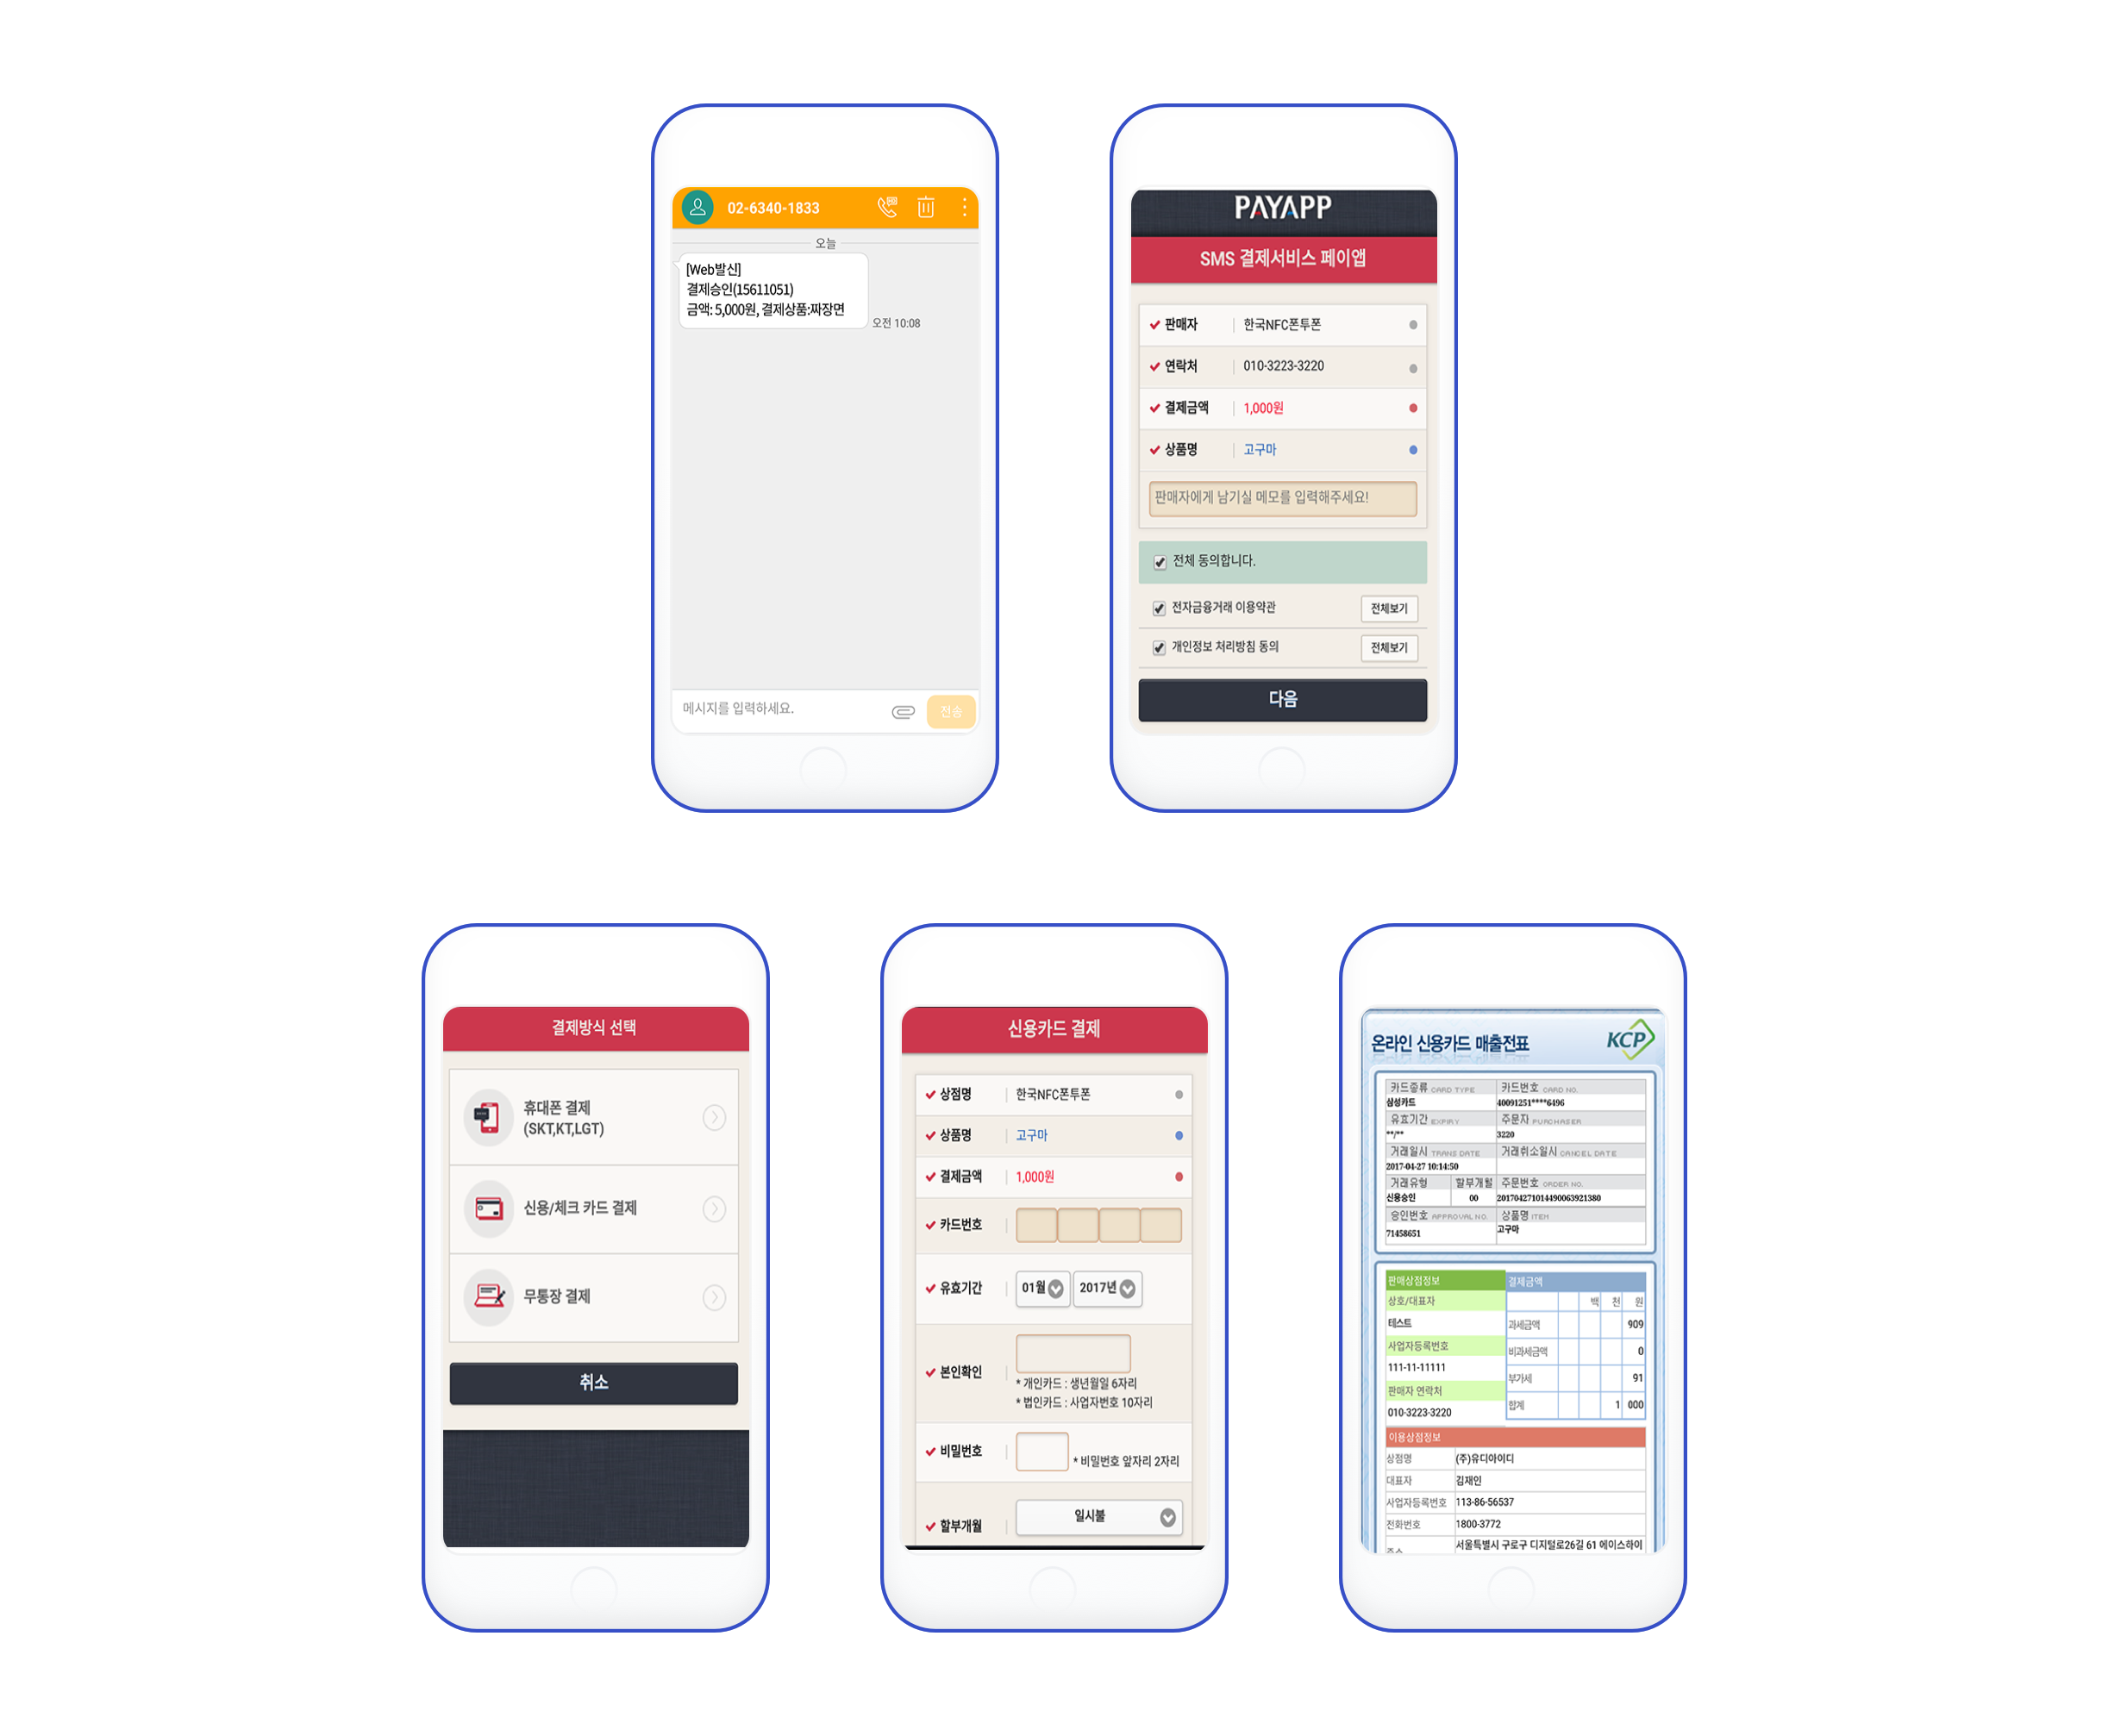 02-6340-1833
오늘
[Web발신]
결제승인(15611051)
금액: 5,000원, 결제상품:짜장면
오전 10:08
메시지를 입력하세요.
전송
PAYAPP
SMS 결제서비스 페이앱
판매자 한국NFC폰투폰
연락처 010-3223-3220
결제금액 1,000원
상품명 고구마
판매자에게 남기실 메모를 입력해주세요!
전체 동의합니다.
전자금융거래 이용약관 전체보기
개인정보 처리방침 동의 전체보기
다음
결제방식 선택
휴대폰 결제
(SKT,KT,LGT)
신용/체크 카드 결제
무통장 결제
취소
신용카드 결제
상점명 한국NFC폰투폰
상품명 고구마
결제금액 1,000원
카드번호
유효기간 01월 2017년
본인확인
* 개인카드 : 생년월일 6자리
* 법인카드 : 사업자번호 10자리
비밀번호 * 비밀번호 앞자리 2자리
할부개월 일시불
온라인 신용카드 매출전표 KCP
카드종류 CARD TYPE 카드번호 CARD NO.
삼성카드 40091251****6496
유효기간 EXPIRY 주문자 PURCHASER
**/** 3220
거래일시 TRANS DATE 거래취소일시 CANCEL DATE
2017-04-27 10:14:50
거래유형 할부개월 주문번호 ORDER NO.
신용승인 00 201704271014490063921380
승인번호 APPROVAL NO. 상품명 ITEM
71458651 고구마
판매상점정보 결제금액
상호/대표자 백 천 원
테스트 과세금액 909
사업자등록번호 비과세금액 0
111-11-11111
판매자 연락처 부가세 91
010-3223-3220 합계 1 000
이용상점정보
상점명 (주)유디아이디
대표자 김재인
사업자등록번호 113-86-56537
전화번호 1800-3772
주소 서울특별시 구로구 디지털로26길 61 에이스하이